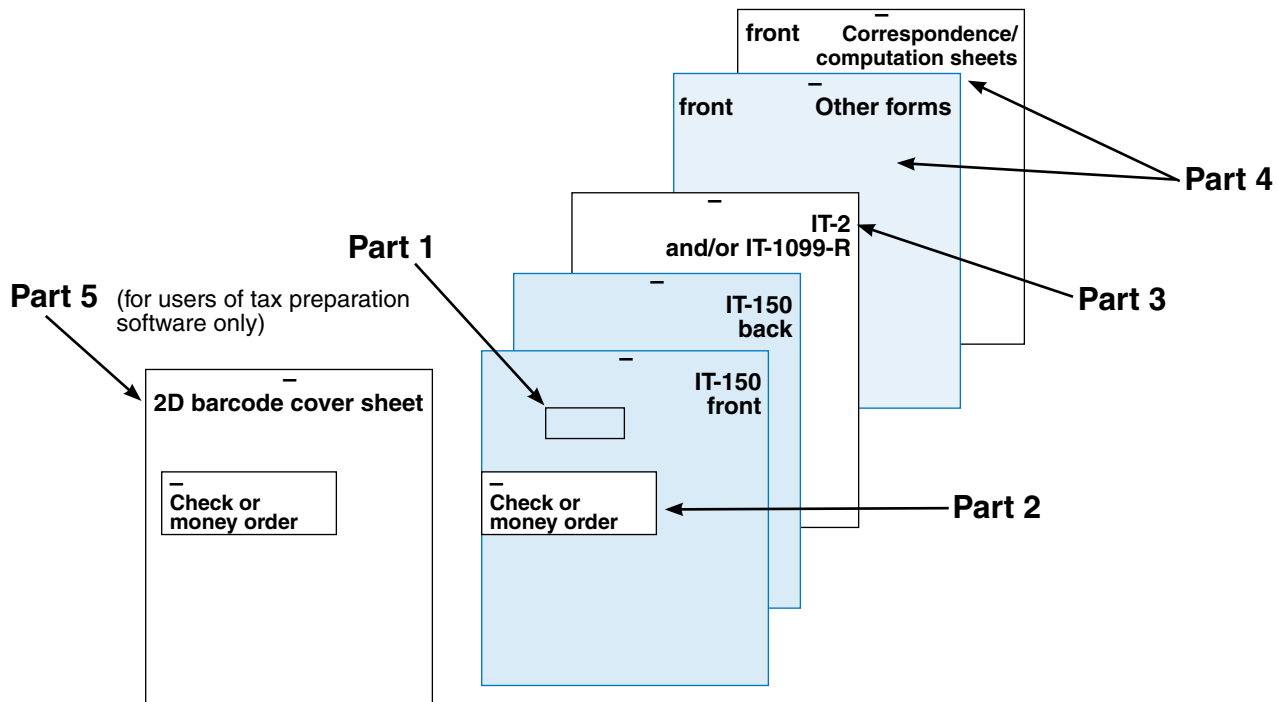 front
Correspondence/
computation sheets
front
Other forms
Part 4
IT-2
and/or IT-1099-R
Part 1
Part 3
Part 5 (for users of tax preparation
software only)
IT-150
back
IT-150
front
2D barcode cover sheet
Check or
money order
Check or
money order
Part 2